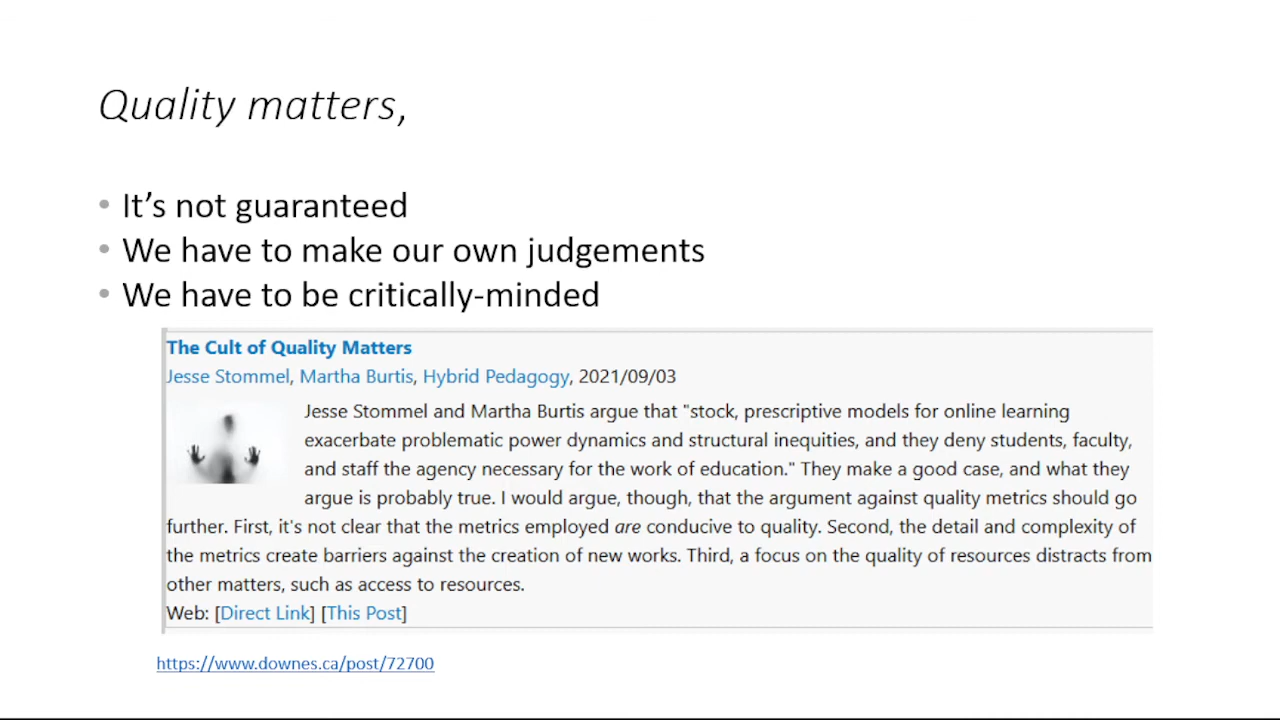 Quality matters,
• It's not guaranteed
• We have to make our own judgements
• We have to be critically-minded
The Cult of Quality Matters
Jesse Stommel, Martha Burtis, Hybrid Pedagogy, 2021/09/03
Jesse Stommel and Martha Burtis argue that "stock, prescriptive models for online learning
exacerbate problematic power dynamics and structural inequities, and they deny students, faculty,
and staff the agency necessary for the work of education." They make a good case, and what they
argue is probably true. I would argue, though, that the argument against quality metrics should go
further. First, it's not clear that the metrics employed are conducive to quality. Second, the detail and complexity of
the metrics create barriers against the creation of new works. Third, a focus on the quality of resources distracts from
other matters, such as access to resources.
Web: [Direct Link] [This Post]
https://www.downes.ca/post/72700